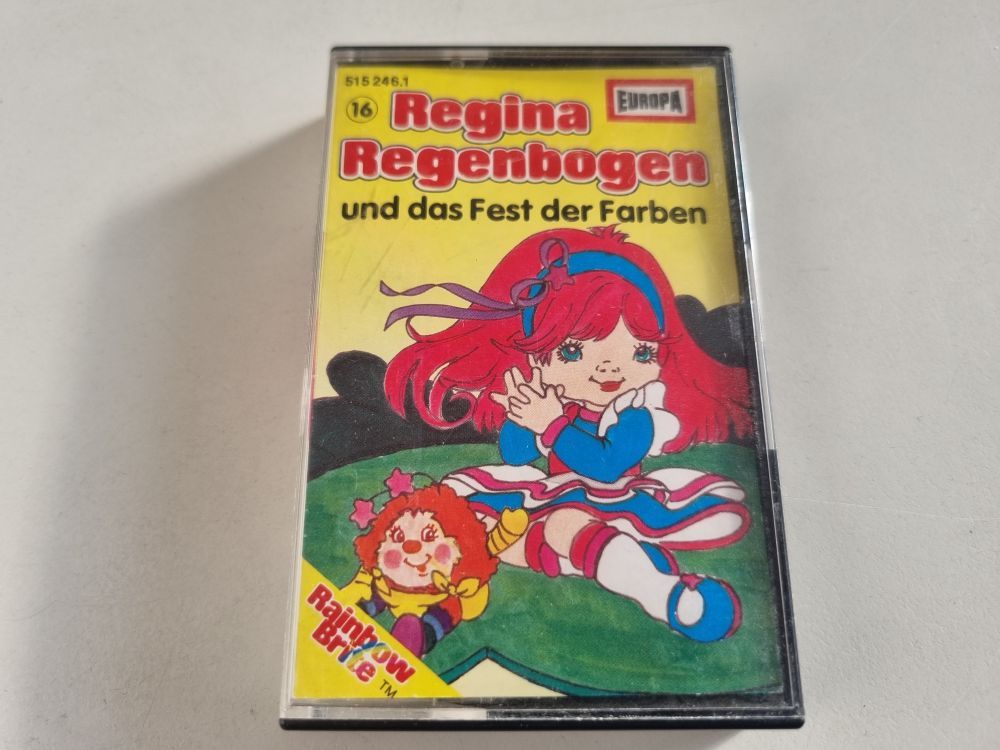 515 246.1
EUROPA
16 Regina
Regenbogen
und das Fest der Farben
Rainbow
Brite TM